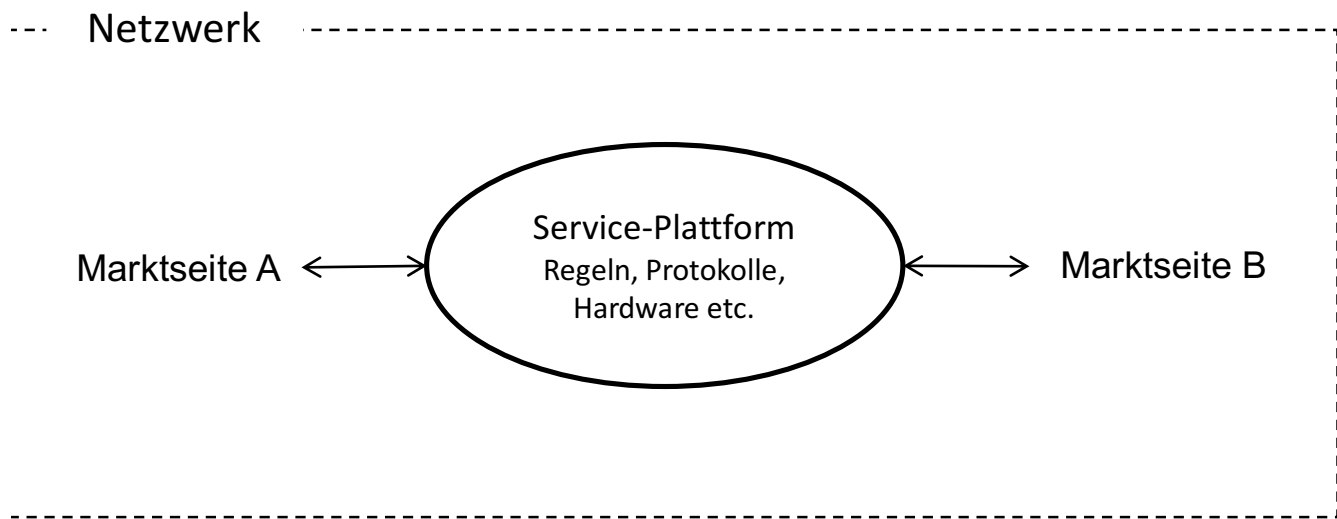 Netzwerk
Service-Plattform
Regeln, Protokolle,
Hardware etc.
Marktseite A
Marktseite B